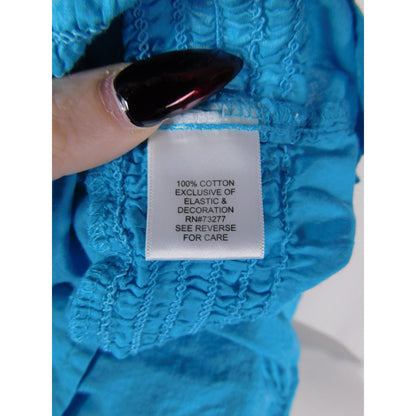 100% COTTON
EXCLUSIVE OF
ELASTIC &
DECORATION
RN#73277
SEE REVERSE
FOR CARE